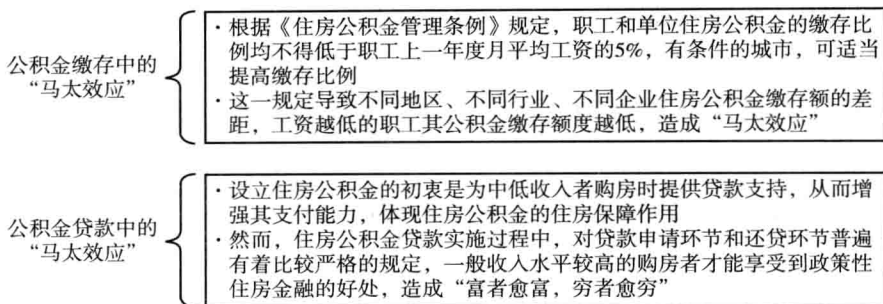 公积金缴存中的
“马太效应”
· 根据《住房公积金管理条例》规定，职工和单位住房公积金的缴存比
例均不得低于职工上一年度月平均工资的5%，有条件的城市，可适当
提高缴存比例
· 这一规定导致不同地区、不同行业、不同企业住房公积金缴存额的差
距，工资越低的职工其公积金缴存额度越低，造成“马太效应”
公积金贷款中的
“马太效应”
· 设立住房公积金的初衷是为中低收入者购房时提供贷款支持，从而增
强其支付能力，体现住房公积金的住房保障作用
· 然而，住房公积金贷款实施过程中，对贷款申请环节和还贷环节普遍
有着比较严格的规定，一般收入水平较高的购房者才能享受到政策性
住房金融的好处，造成“富者愈富，穷者愈穷”